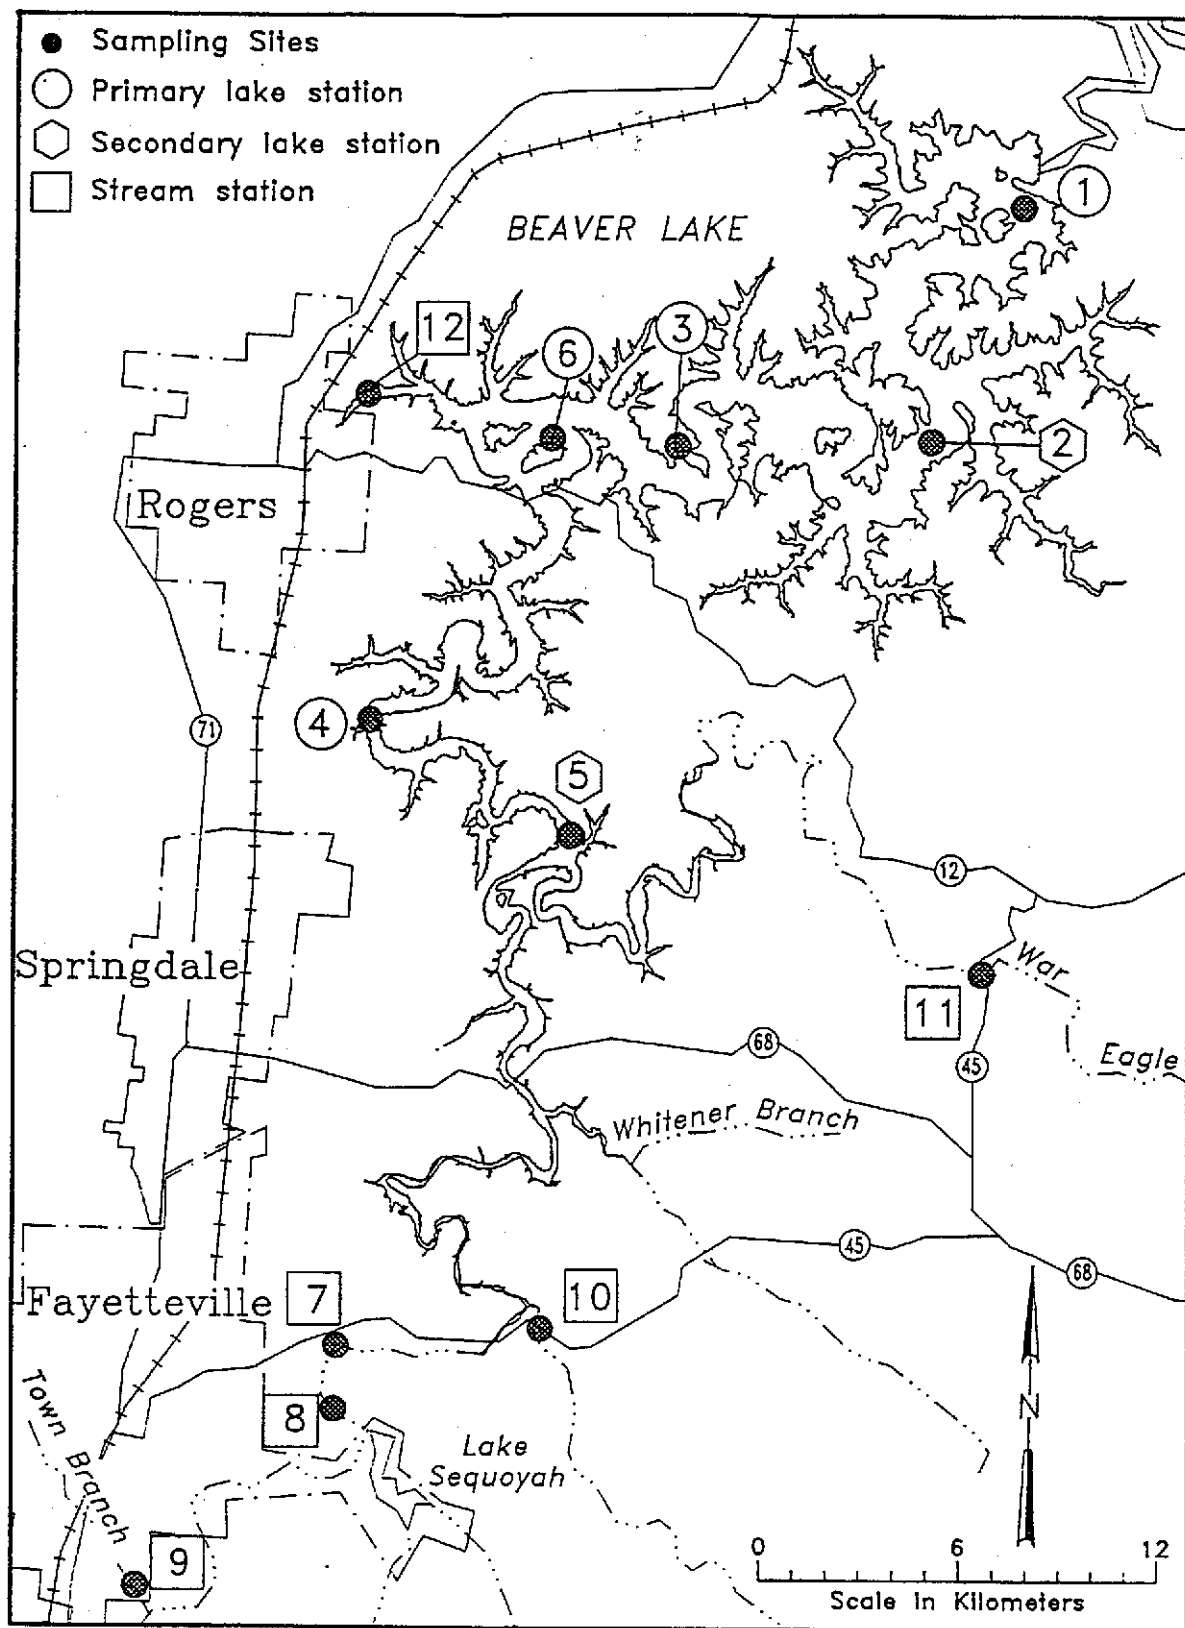 Sampling Sites
Primary lake station
Secondary lake station
Stream station
BEAVER LAKE
1
12
6
3
2
Rogers
4
71
5
12
Springdale
War
11
68
45
Eagle
Whitener Branch
45
68
Fayetteville
7
10
8
Town Branch
Lake
Sequoyah
N
9
0 6 12
Scale In Kilometers